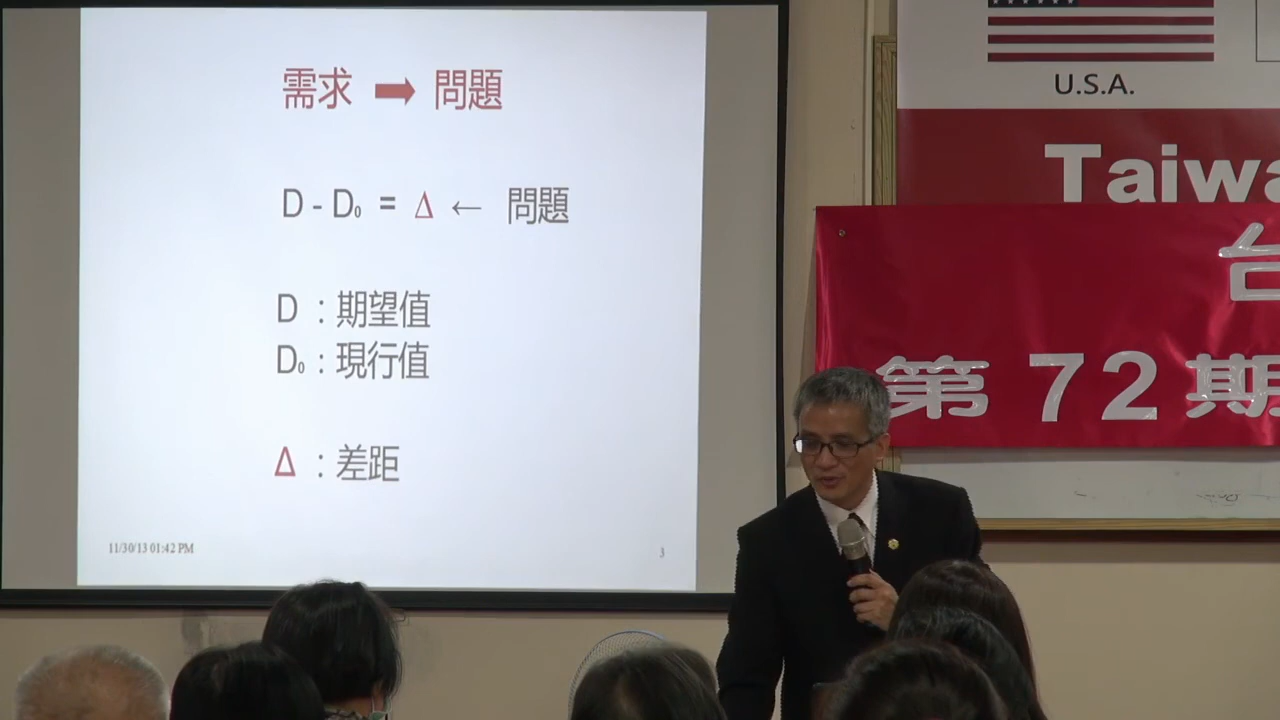 需求 ➡ 問題
D - D₀ = Δ ← 問題
D :期望值
D₀ :現行值
Δ :差距
11/30/13 01:42 PM
3
U.S.A.
Taiwa
台
第 72 期